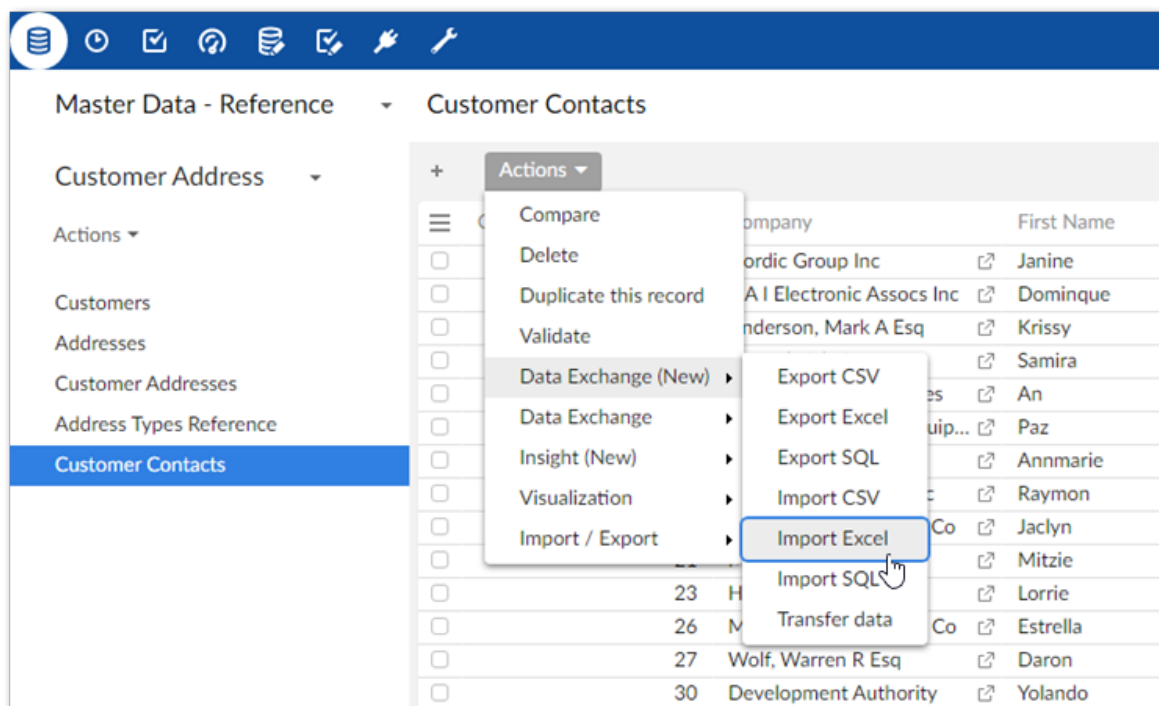 Master Data - Reference
Customer Contacts
Customer Address
Actions
Customers
Addresses
Customer Addresses
Address Types Reference
Customer Contacts
Actions
Compare
Delete
Duplicate this record
Validate
Data Exchange (New)
Data Exchange
Insight (New)
Visualization
Import / Export
Export CSV
Export Excel
Export SQL
Import CSV
Import Excel
Import SQL
Transfer data
ompany First Name
ordic Group Inc Janine
A I Electronic Assocs Inc Dominque
nderson, Mark A Esq Krissy
Samira
es An
uip... Paz
Annmarie
Raymon
Co Jaclyn
Mitzie
23 H Lorrie
26 M Co Estrella
27 Wolf, Warren R Esq Daron
30 Development Authority Yolando